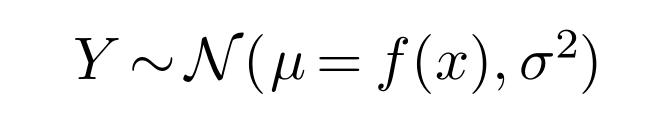 Y ∼ 𝒩(μ = f(x), σ²)